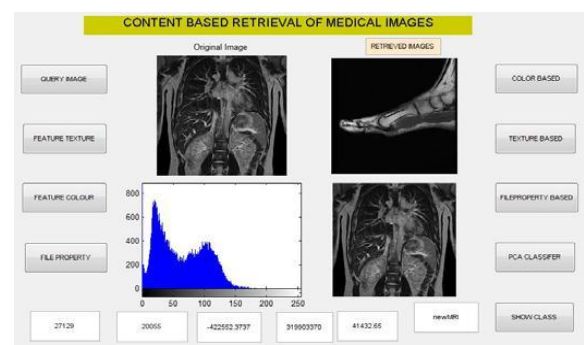 CONTENT BASED RETRIEVAL OF MEDICAL IMAGES
Original Image
RETRIEVED IMAGES
QUERY IMAGE
COLOR BASED
FEATURE TEXTURE
TEXTURE BASED
FEATURE COLOUR
FILEPROPERTY BASED
FILE PROPERTY
PCA CLASSIFER
800
600
400
200
0
0 50 100 150 200 250
27129
20055
-422552.3737
319903370
41432.65
newMRI
SHOW CLASS